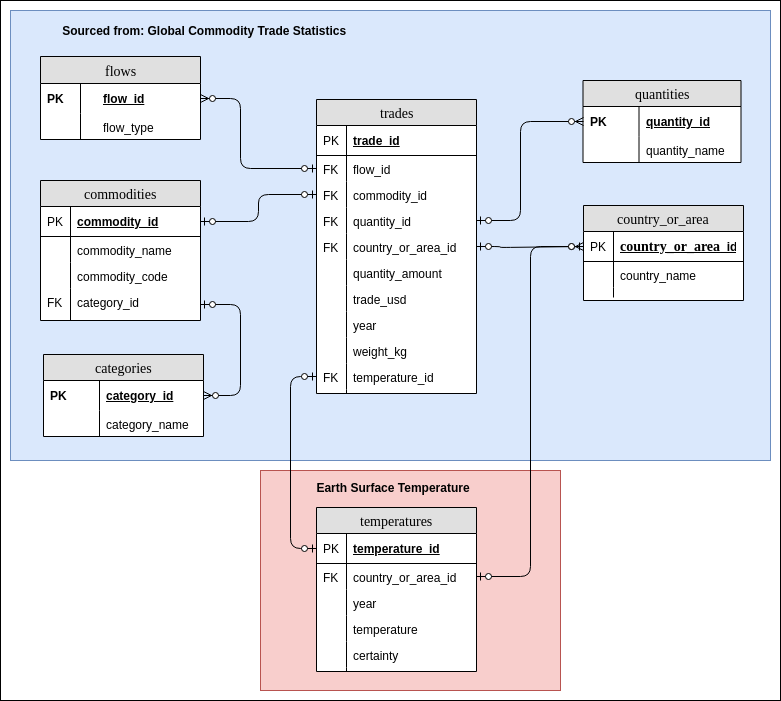 Sourced from: Global Commodity Trade Statistics
flows
PK flow_id
flow_type
commodities
PK commodity_id
commodity_name
commodity_code
FK category_id
categories
PK category_id
category_name
trades
PK trade_id
FK flow_id
FK commodity_id
FK quantity_id
FK country_or_area_id
quantity_amount
trade_usd
year
weight_kg
FK temperature_id
quantities
PK quantity_id
quantity_name
country_or_area
PK country_or_area_id
country_name
Earth Surface Temperature
temperatures
PK temperature_id
FK country_or_area_id
year
temperature
certainty